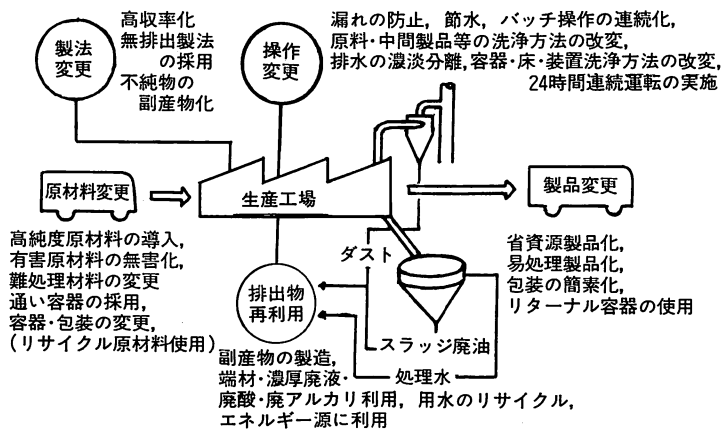 製法
変更
高収率化
無排出製法
の採用
不純物の
副産物化
操作
変更
漏れの防止，節水，バッチ操作の連続化，
原料・中間製品等の洗浄方法の改変，
排水の濃淡分離，容器・床・装置洗浄方法の改変，
24時間連続運転の実施
原材料変更
生産工場
製品変更
高純度原材料の導入，
有害原材料の無害化，
難処理材料の変更
通い容器の採用，
容器・包装の変更，
(リサイクル原材料使用)
省資源製品化，
易処理製品化，
包装の簡素化，
リターナル容器の使用
ダスト
排出物
再利用
スラッジ廃油
処理水
副産物の製造，
端材・濃厚廃液・
廃酸・廃アルカリ利用，用水のリサイクル，
エネルギー源に利用